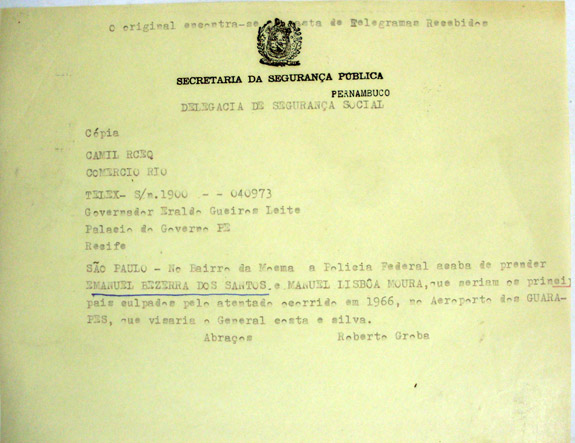 O original encontra-se pasta de Telegramas Recebidos
SECRETARIA DA SEGURANÇA PÚBLICA
PERNAMBUCO
DELEGACIA DE SEGURANÇA SOCIAL
Cópia
CAMIL RCEQ
COMERCIO RIO
TELEX- S/n.1900 - - 040973
Governador Eraldo Gueiros Leite
Palacio do Governo PE
Recife
SÃO PAULO - No Bairro da Moema a Policia Federal acaba de prender
EMANUEL BEZERRA DOS SANTOS e MANUEL LISBÔA MOURA, que seriam os princi
pais culpados pelo atentado ocorrido em 1966, no Aeroporto dos GUARA-
PES, que visaria o General costa e silva.
Abraços Roberto Groba